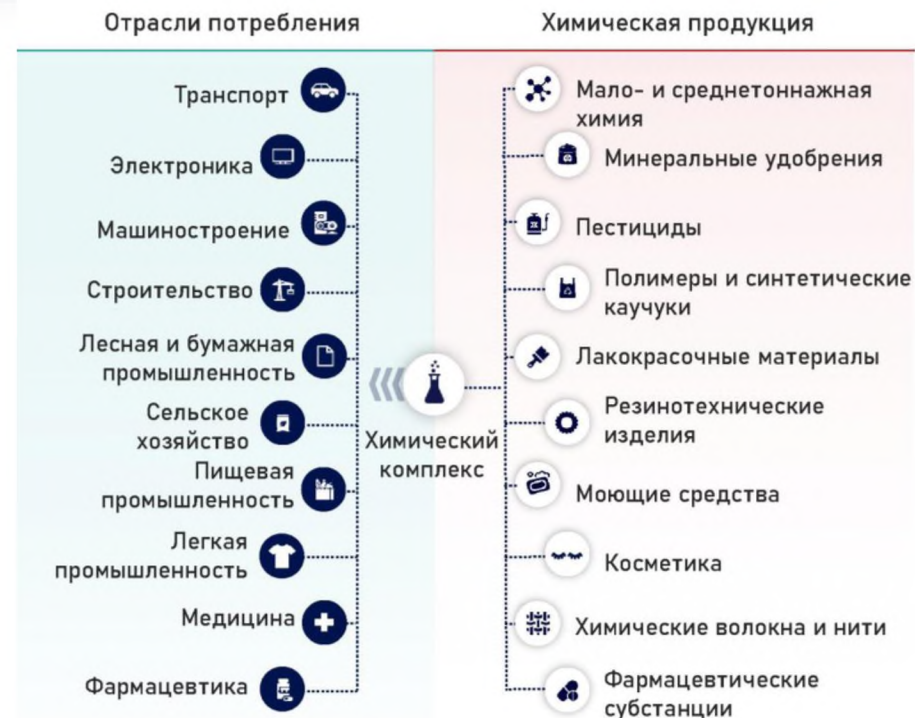 Отрасли потребления
Химическая продукция
Транспорт
Электроника
Машиностроение
Строительство
Лесная и бумажная
промышленность
Сельское
хозяйство
Пищевая
промышленность
Легкая
промышленность
Медицина
Фармацевтика
Химический
комплекс
Мало- и среднетоннажная
химия
Минеральные удобрения
Пестициды
Полимеры и синтетические
каучуки
Лакокрасочные материалы
Резинотехнические
изделия
Моющие средства
Косметика
Химические волокна и нити
Фармацевтические
субстанции